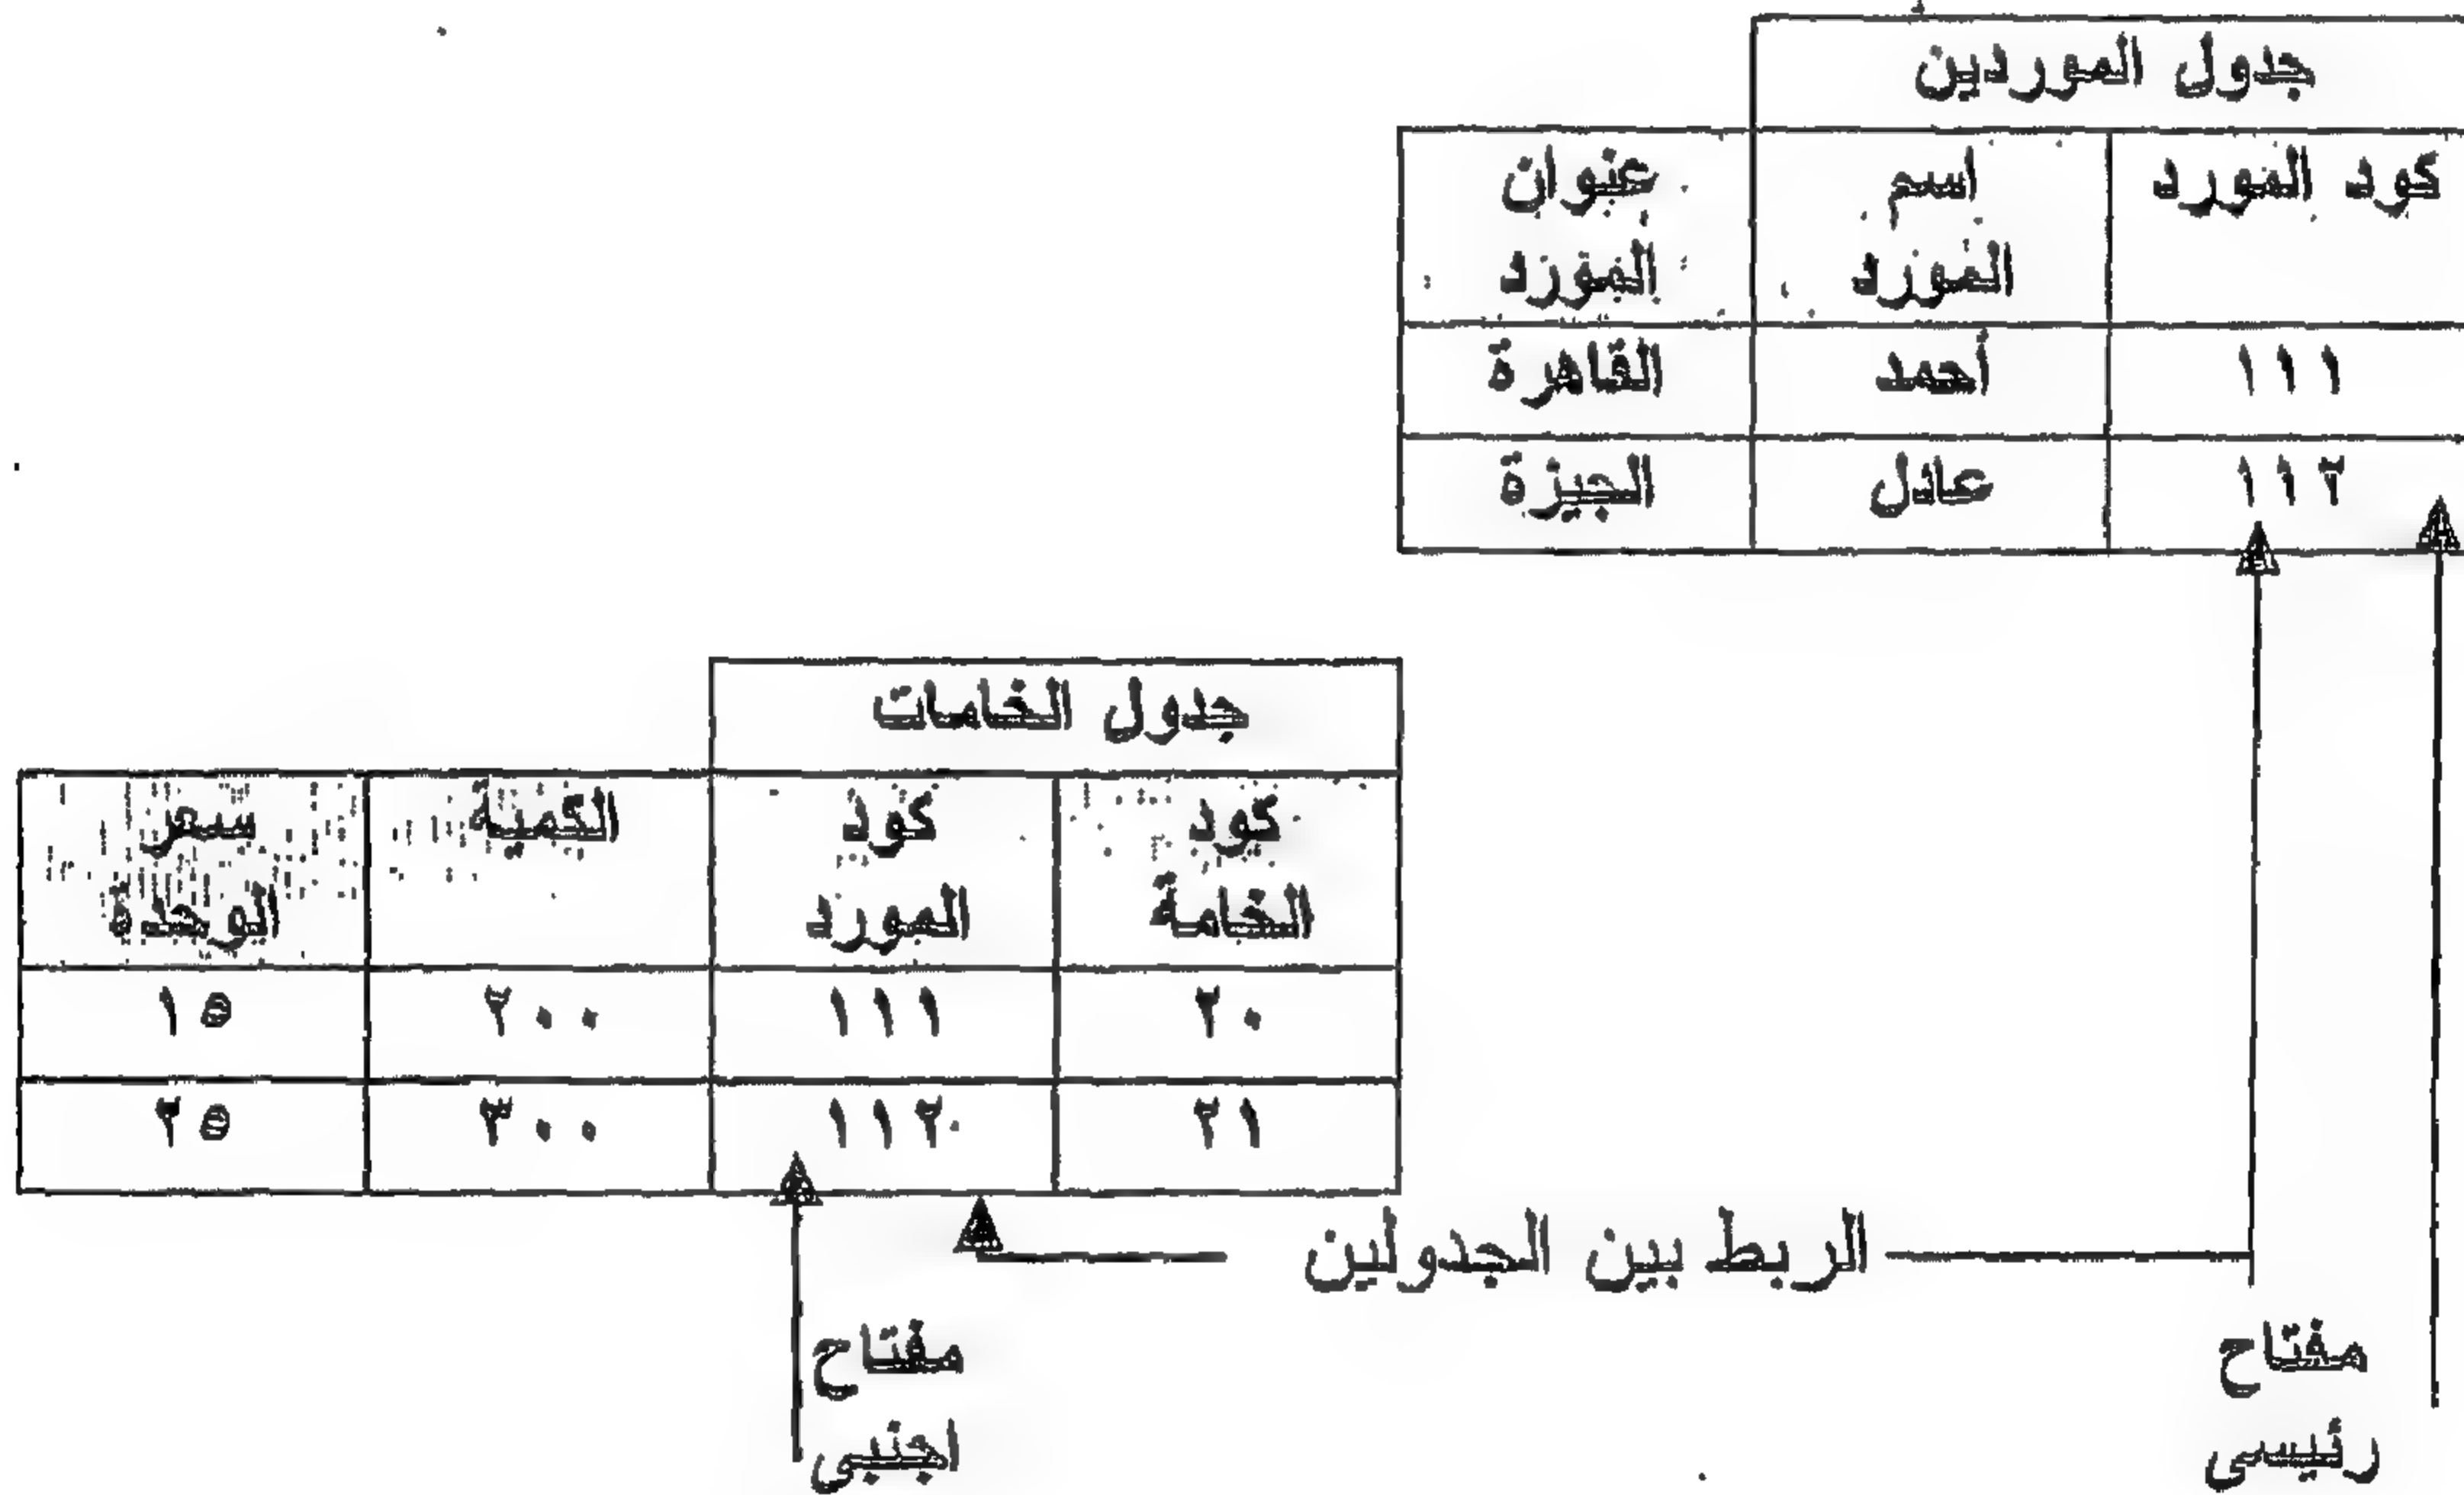 جدول الموردين
كود المورد اسم المورد عنوان المورد
١١١ أحمد القاهرة
١١٢ عادل الجيزة
جدول الخامات
كود الخامة كود المورد الكمية سعر الوحدة
٢٠ ١١١ ٢٠٠ ١٥
٢١ ١١٢ ٣٠٠ ٢٥
الربط بين الجدولين
مفتاح رئيسى
مفتاح اجنبى